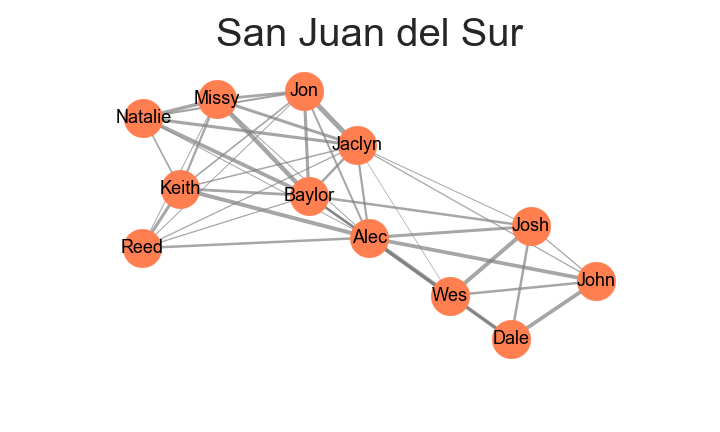 San Juan del Sur
Jon
Missy
Natalie
Jaclyn
Keith
Baylor
Josh
Alec
Reed
John
Wes
Dale